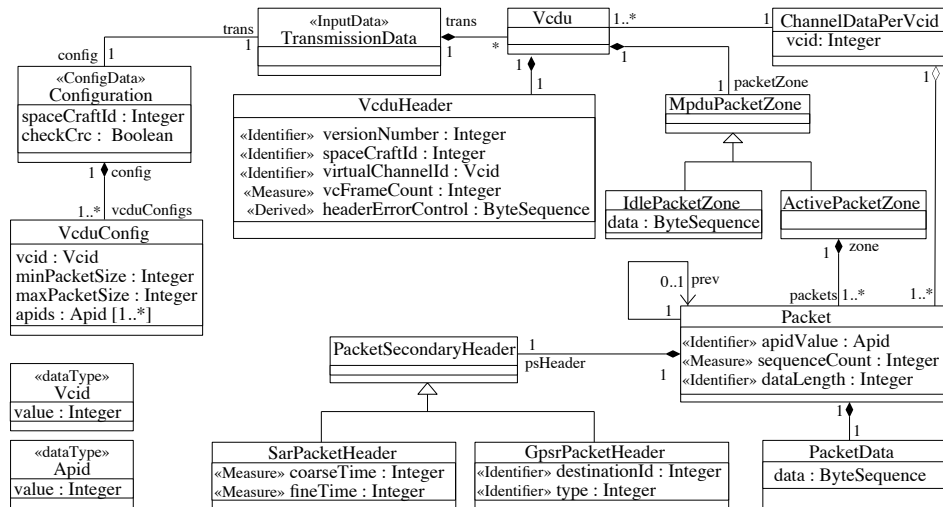 trans
1
config
1
«InputData»
TransmissionData
trans
1
*
Vcdu
1..*
1
ChannelDataPerVcid
vcid: Integer
1
«ConfigData»
Configuration
spaceCraftId : Integer
checkCrc : Boolean
1
config
1..*
vcduConfigs
VcduConfig
vcid : Vcid
minPacketSize : Integer
maxPacketSize : Integer
apids : Apid [1..*]
1
1
VcduHeader
«Identifier» versionNumber : Integer
«Identifier» spaceCraftId : Integer
«Identifier» virtualChannelId : Vcid
«Measure» vcFrameCount : Integer
«Derived» headerErrorControl : ByteSequence
1
1
packetZone
MpduPacketZone
IdlePacketZone
data : ByteSequence
ActivePacketZone
1
zone
packets
1..*
1..*
0..1
prev
1
Packet
«Identifier» apidValue : Apid
«Measure» sequenceCount : Integer
«Identifier» dataLength : Integer
PacketSecondaryHeader
1
psHeader
1
«dataType»
Vcid
value : Integer
«dataType»
Apid
value : Integer
SarPacketHeader
«Measure» coarseTime : Integer
«Measure» fineTime : Integer
GpsrPacketHeader
«Identifier» destinationId : Integer
«Identifier» type : Integer
1
1
PacketData
data : ByteSequence